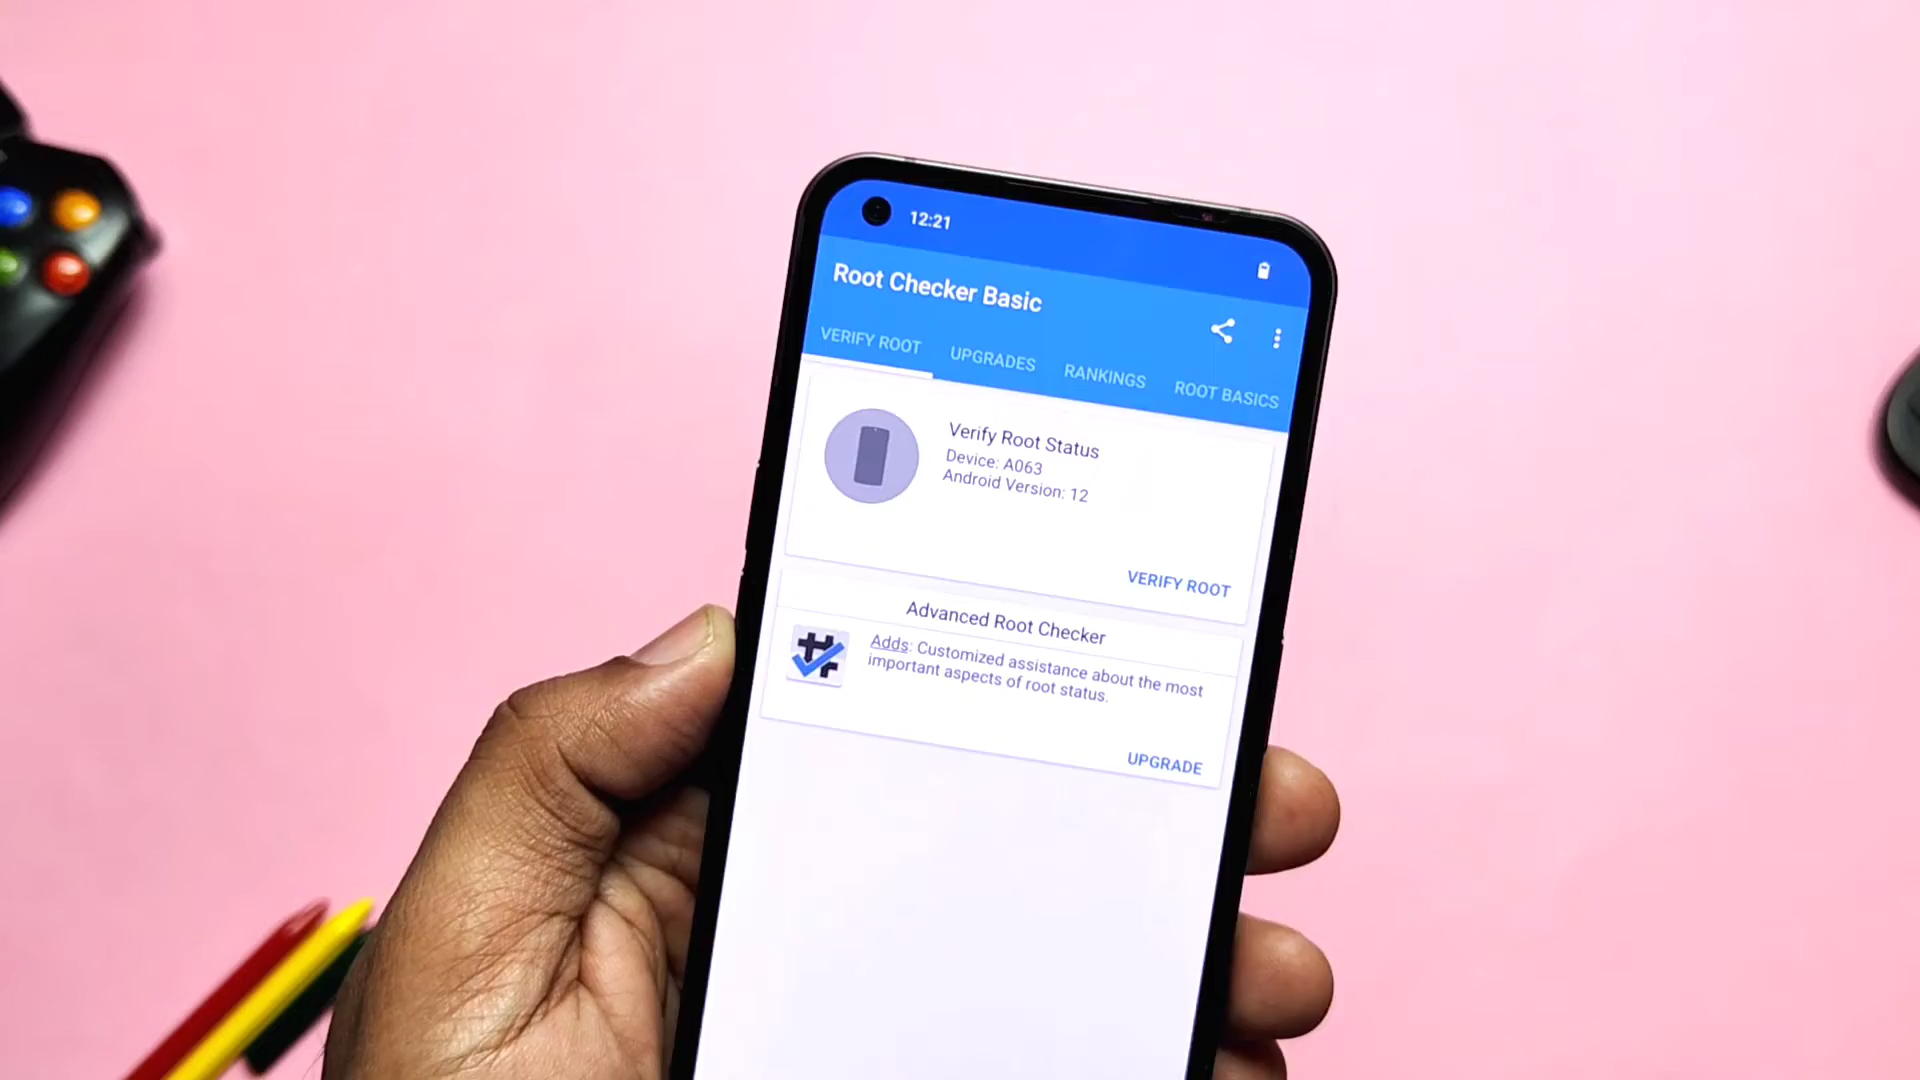 12:21
Root Checker Basic
VERIFY ROOT
UPGRADES
RANKINGS
ROOT BASICS
Verify Root Status
Device: A063
Android Version: 12
VERIFY ROOT
Advanced Root Checker
Adds: Customized assistance about the most
important aspects of root status.
UPGRADE